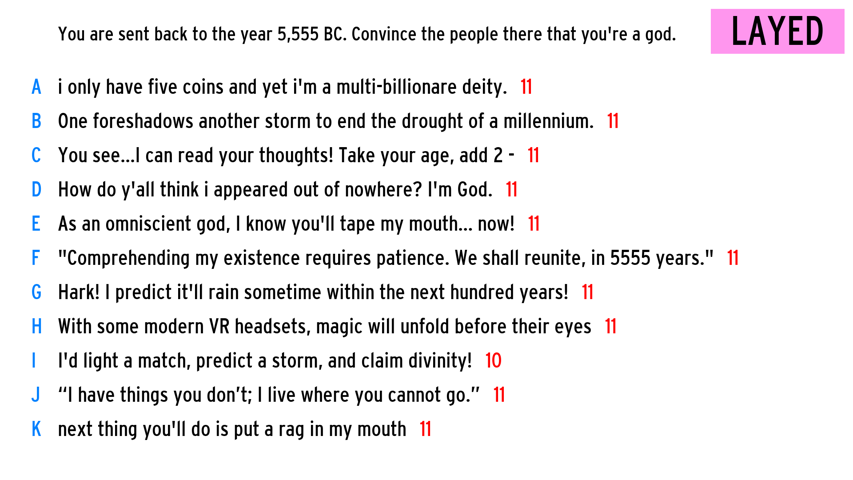 You are sent back to the year 5,555 BC. Convince the people there that you're a god.
LAYED
A i only have five coins and yet i'm a multi-billionare deity. 11
B One foreshadows another storm to end the drought of a millennium. 11
C You see...I can read your thoughts! Take your age, add 2 - 11
D How do y'all think i appeared out of nowhere? I'm God. 11
E As an omniscient god, I know you'll tape my mouth... now! 11
F "Comprehending my existence requires patience. We shall reunite, in 5555 years." 11
G Hark! I predict it'll rain sometime within the next hundred years! 11
H With some modern VR headsets, magic will unfold before their eyes 11
I I'd light a match, predict a storm, and claim divinity! 10
J “I have things you don’t; I live where you cannot go.” 11
K next thing you'll do is put a rag in my mouth 11